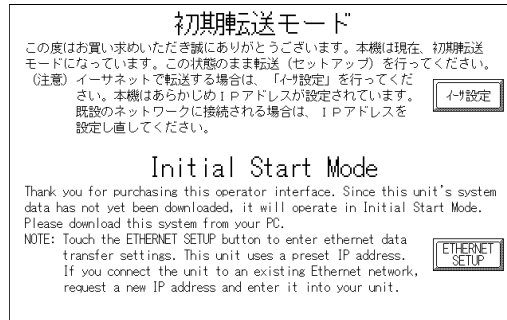 初期転送モード
この度はお買い求めいただき誠にありがとうございます。本機は現在、初期転送
モードになっています。この状態のまま転送（セットアップ）を行ってください。
（注意）イーサネットで転送する場合は、「ｲｰｻ設定」を行ってくだ
さい。本機はあらかじめＩＰアドレスが設定されています。
ｲｰｻ設定
既設のネットワークに接続される場合は、ＩＰアドレスを
設定し直してください。
Initial Start Mode
Thank you for purchasing this operator interface. Since this unit's system
data has not yet been downloaded, it will operate in Initial Start Mode.
Please download this system from your PC.
NOTE: Touch the ETHERNET SETUP button to enter ethernet data
transfer settings. This unit uses a preset IP address.
If you connect the unit to an existing Ethernet network,
request a new IP address and enter it into your unit.
ETHERNET
SETUP